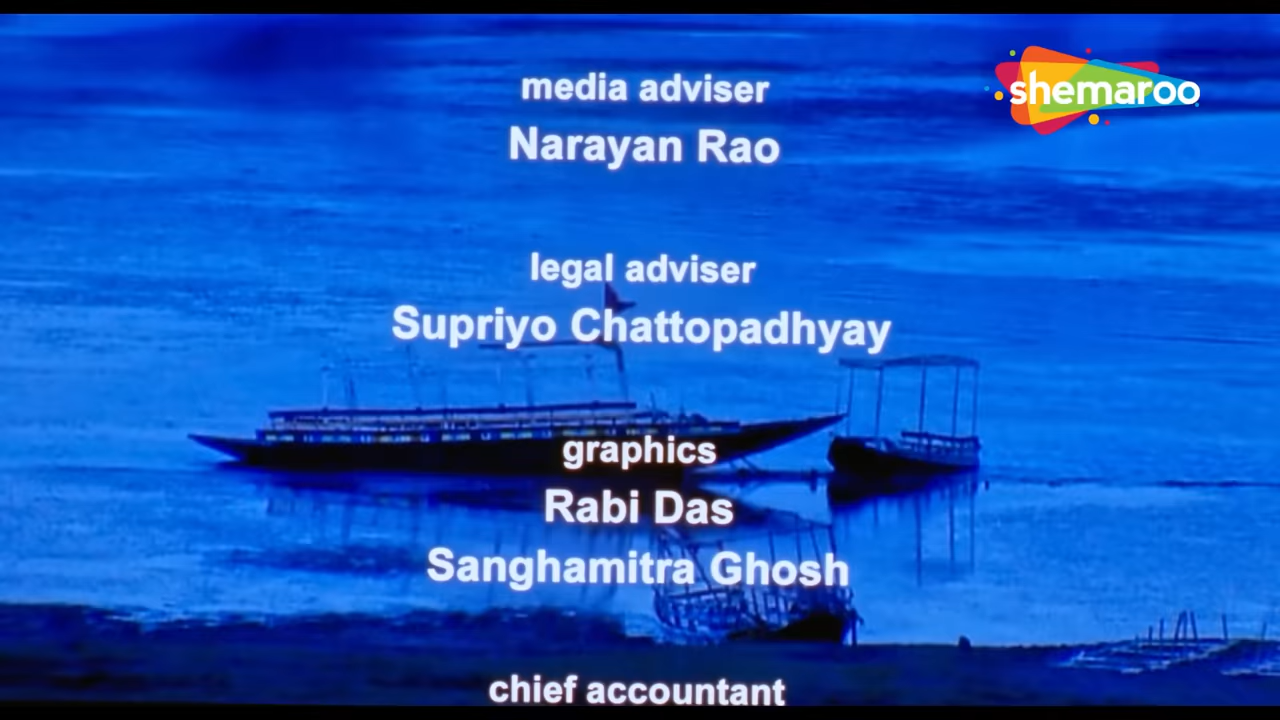 shemaroo
media adviser
Narayan Rao
legal adviser
Supriyo Chattopadhyay
graphics
Rabi Das
Sanghamitra Ghosh
chief accountant